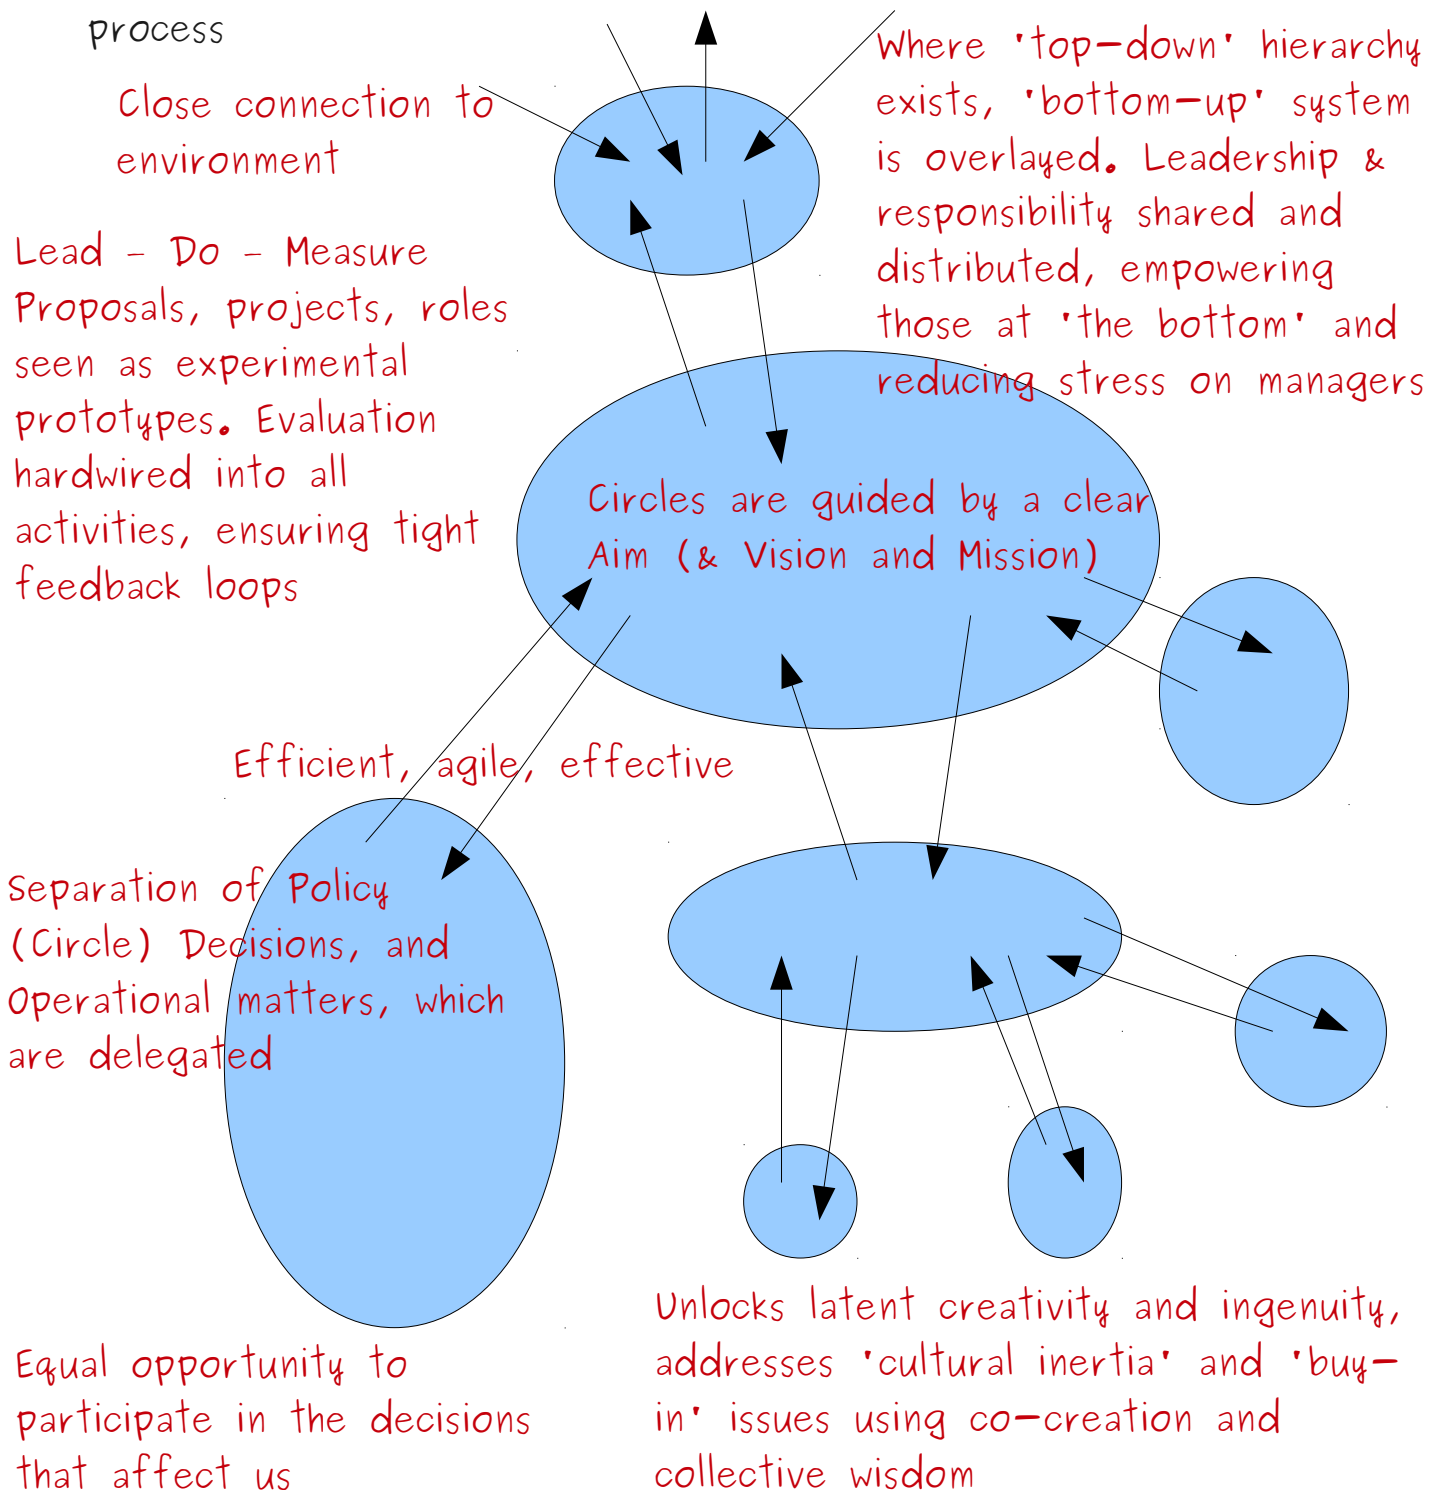 process
Close connection to
environment
Where 'top-down' hierarchy
exists, 'bottom-up' system
is overlayed. Leadership &
responsibility shared and
distributed, empowering
those at 'the bottom' and
reducing stress on managers
Lead - Do - Measure
Proposals, projects, roles
seen as experimental
prototypes. Evaluation
hardwired into all
activities, ensuring tight
feedback loops
Circles are guided by a clear
Aim (& Vision and Mission)
Efficient, agile, effective
Separation of Policy
(Circle) Decisions, and
Operational matters, which
are delegated
Unlocks latent creativity and ingenuity,
addresses 'cultural inertia' and 'buy-
in' issues using co-creation and
collective wisdom
Equal opportunity to
participate in the decisions
that affect us